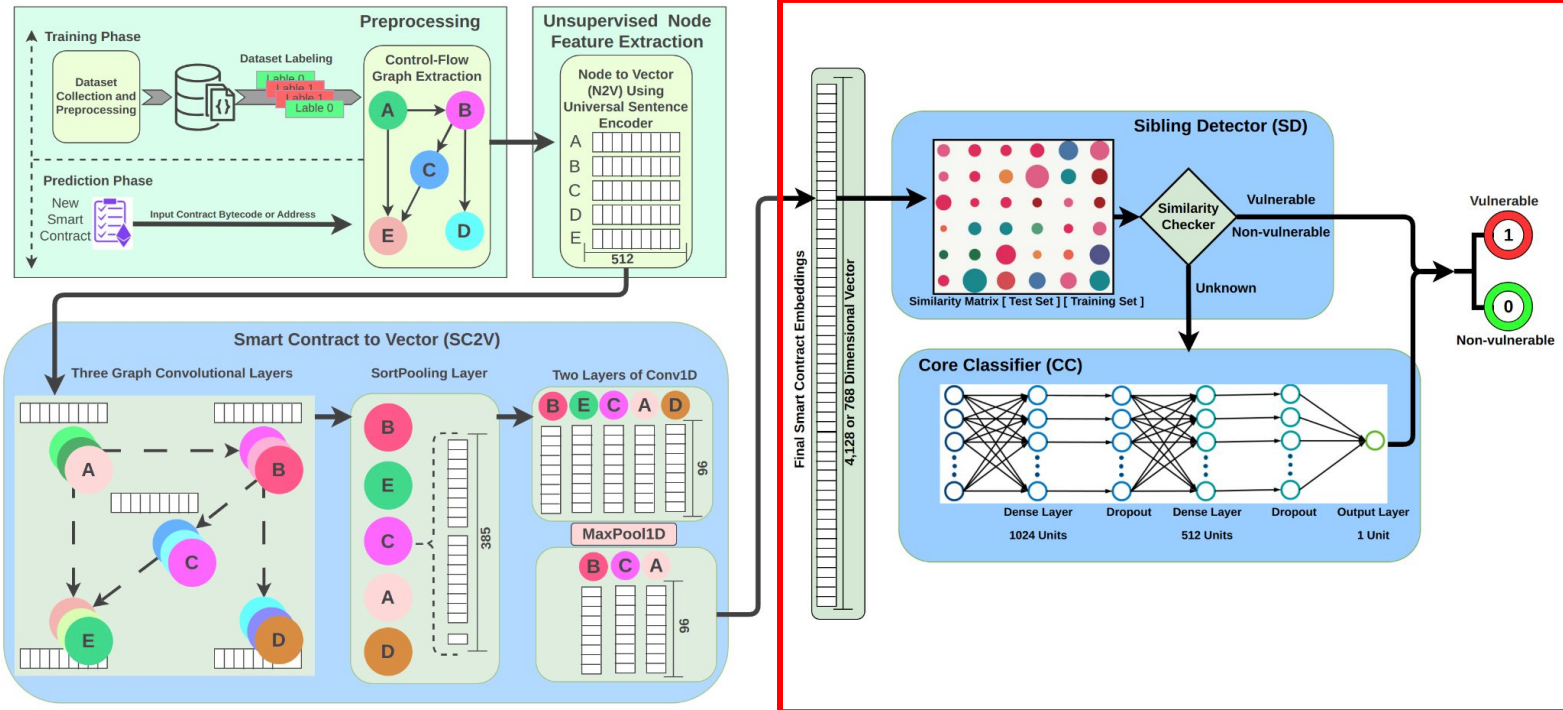 Preprocessing
Training Phase
Dataset
Collection and
Preprocessing
Dataset Labeling
Lable 0
Lable 1
Lable 1
Lable 0
{}
Control-Flow
Graph Extraction
A
B
C
E
D
Prediction Phase
New
Smart
Contract
Input Contract Bytecode or Address
Unsupervised Node
Feature Extraction
Node to Vector
(N2V) Using
Universal Sentence
Encoder
A
B
C
D
E
512
Smart Contract to Vector (SC2V)
Three Graph Convolutional Layers
A
B
C
E
D
SortPooling Layer
B
E
C
A
D
385
Two Layers of Conv1D
B E C A D
96
MaxPool1D
B C A
96
Final Smart Contract Embeddings
4,128 or 768 Dimensional Vector
Sibling Detector (SD)
Similarity Matrix [ Test Set ] [ Training Set ]
Similarity
Checker
Vulnerable
Non-vulnerable
Unknown
Core Classifier (CC)
Dense Layer
1024 Units
Dropout
Dense Layer
512 Units
Dropout
Output Layer
1 Unit
Vulnerable
1
0
Non-vulnerable